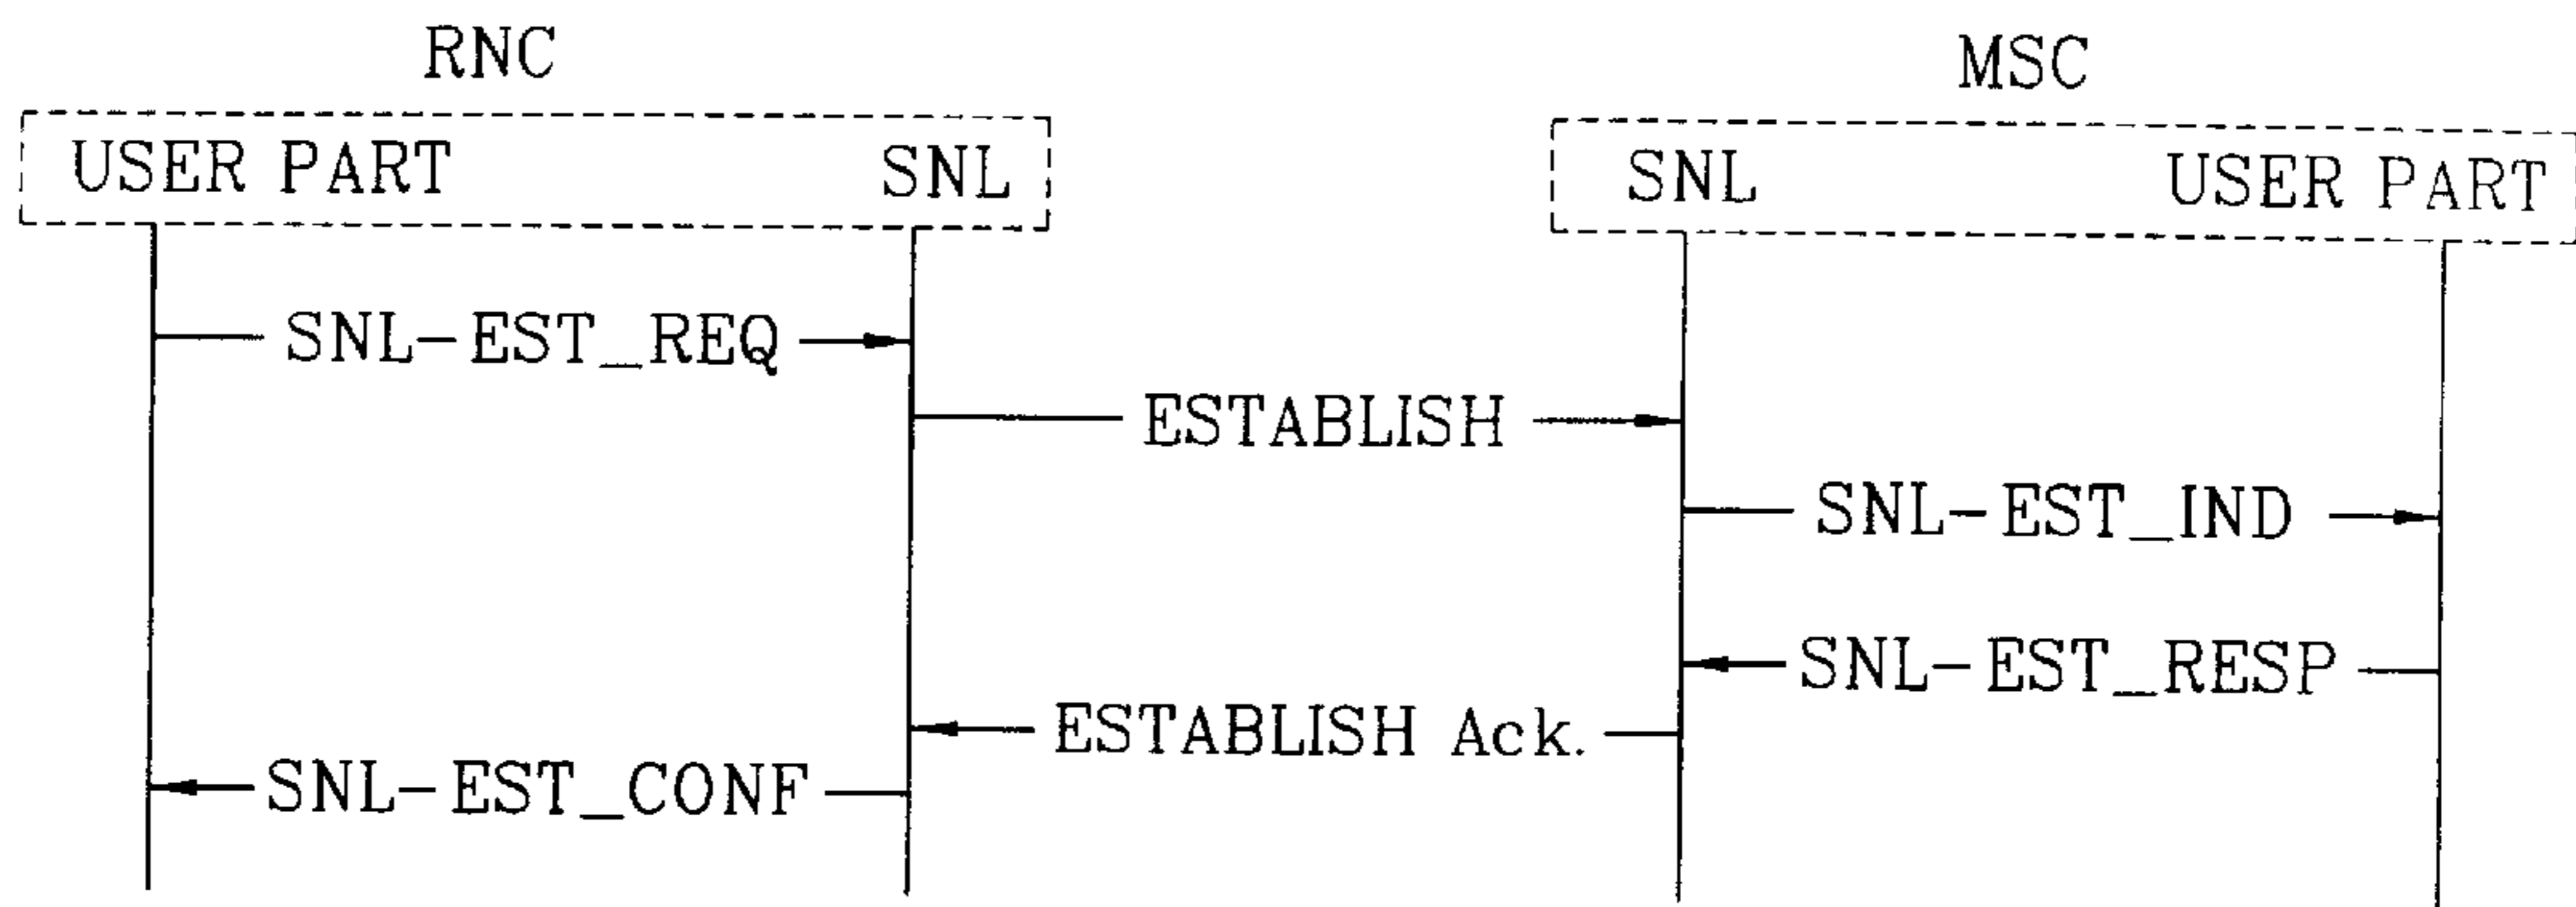 RNC
MSC
USER PART SNL
SNL USER PART
SNL-EST_REQ
ESTABLISH
SNL-EST_IND
SNL-EST_RESP
ESTABLISH Ack.
SNL-EST_CONF